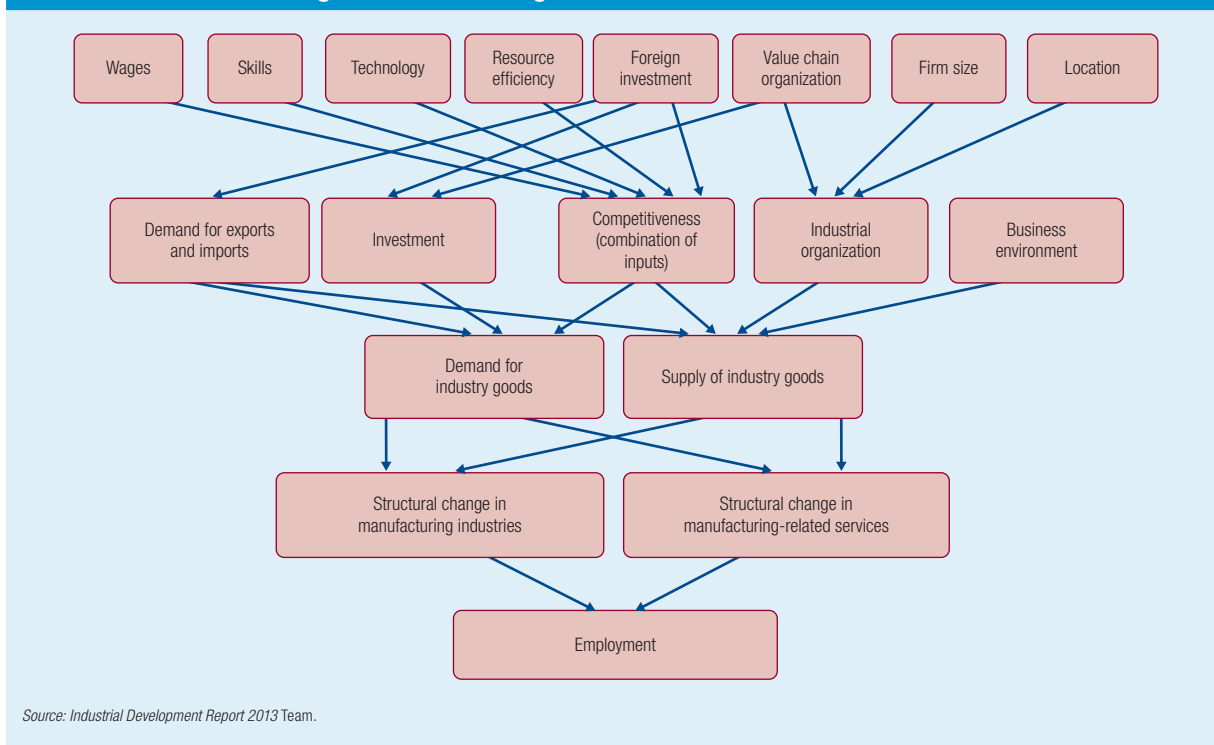 Wages
Skills
Technology
Resource
efficiency
Foreign
investment
Value chain
organization
Firm size
Location
Demand for exports
and imports
Investment
Competitiveness
(combination of
inputs)
Industrial
organization
Business
environment
Demand for
industry goods
Supply of industry goods
Structural change in
manufacturing industries
Structural change in
manufacturing-related services
Employment
Source: Industrial Development Report 2013 Team.